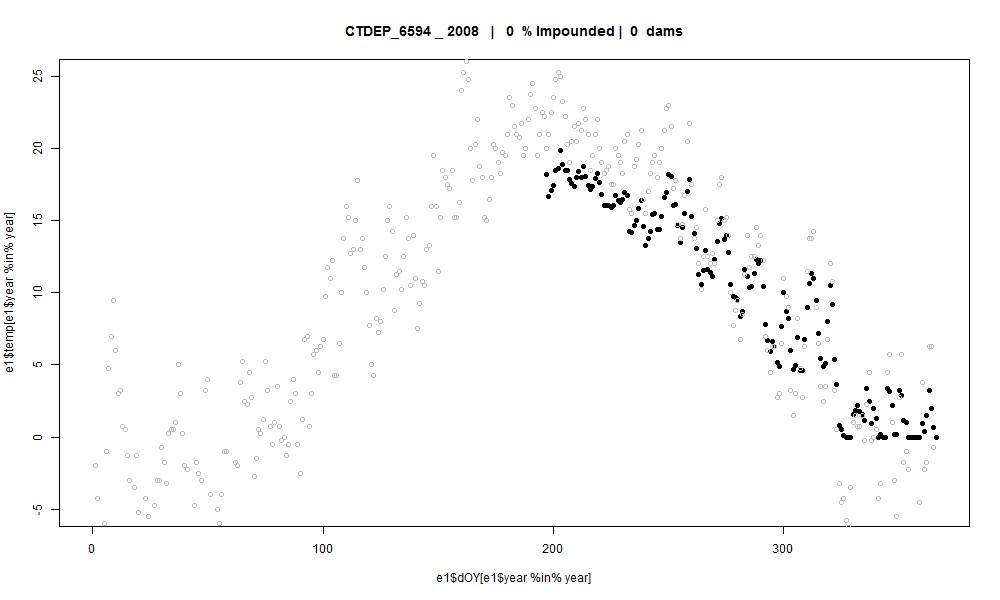 CTDEP_6594 _ 2008 | 0 % Impounded | 0 dams
e1$temp[e1$year %in% year]
25
20
15
10
5
0
-5
0 100 200 300
e1$dOY[e1$year %in% year]